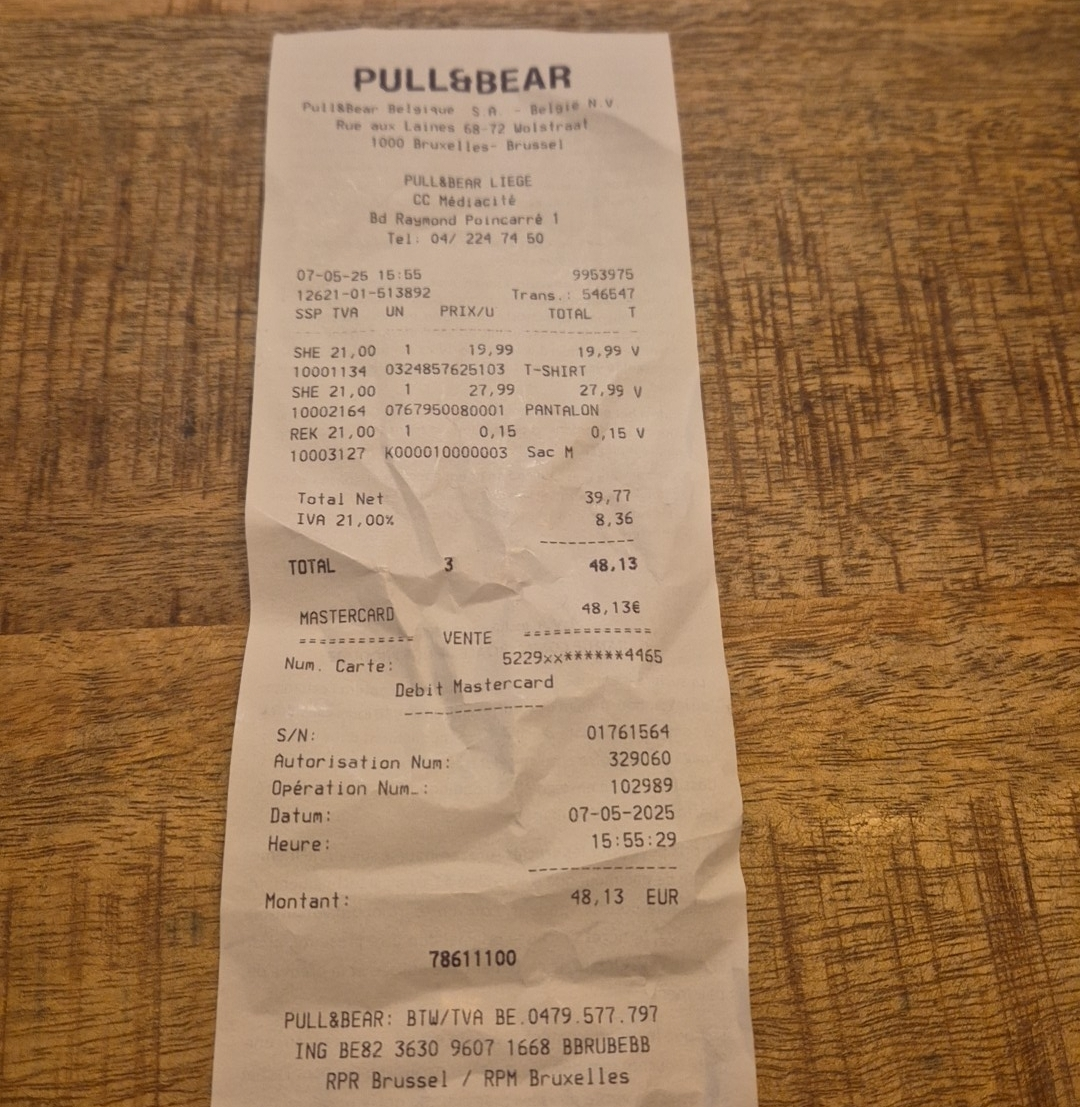 PULL&BEAR
Pull&Bear Belgique S.A. - België N.V.
Rue aux Laines 68-72 Wolstraat
1000 Bruxelles- Brussel
PULL&BEAR LIEGE
CC Médiacité
Bd Raymond Poincarré 1
Tel: 04/ 224 74 50
07-05-26 15:55 9953975
12621-01-513892 Trans.: 546547
SSP TVA UN PRIX/U TOTAL T
SHE 21,00 1 19,99 19,99 V
10001134 0324857625103 T-SHIRT
SHE 21,00 1 27,99 27,99 V
10002164 0767950080001 PANTALON
REK 21,00 1 0,15 0,15 V
10003127 K000010000003 Sac M
Total Net 39,77
IVA 21,00% 8,36
----------
TOTAL 3 48,13
MASTERCARD 48,13€
============ VENTE =============
Num. Carte: 5229xx******4465
Debit Mastercard
--------------
S/N: 01761564
Autorisation Num: 329060
Opération Num.: 102989
Datum: 07-05-2025
Heure: 15:55:29
---------------
Montant: 48,13 EUR
78611100
PULL&BEAR: BTW/TVA BE.0479.577.797
ING BE82 3630 9607 1668 BBRUBEBB
RPR Brussel / RPM Bruxelles